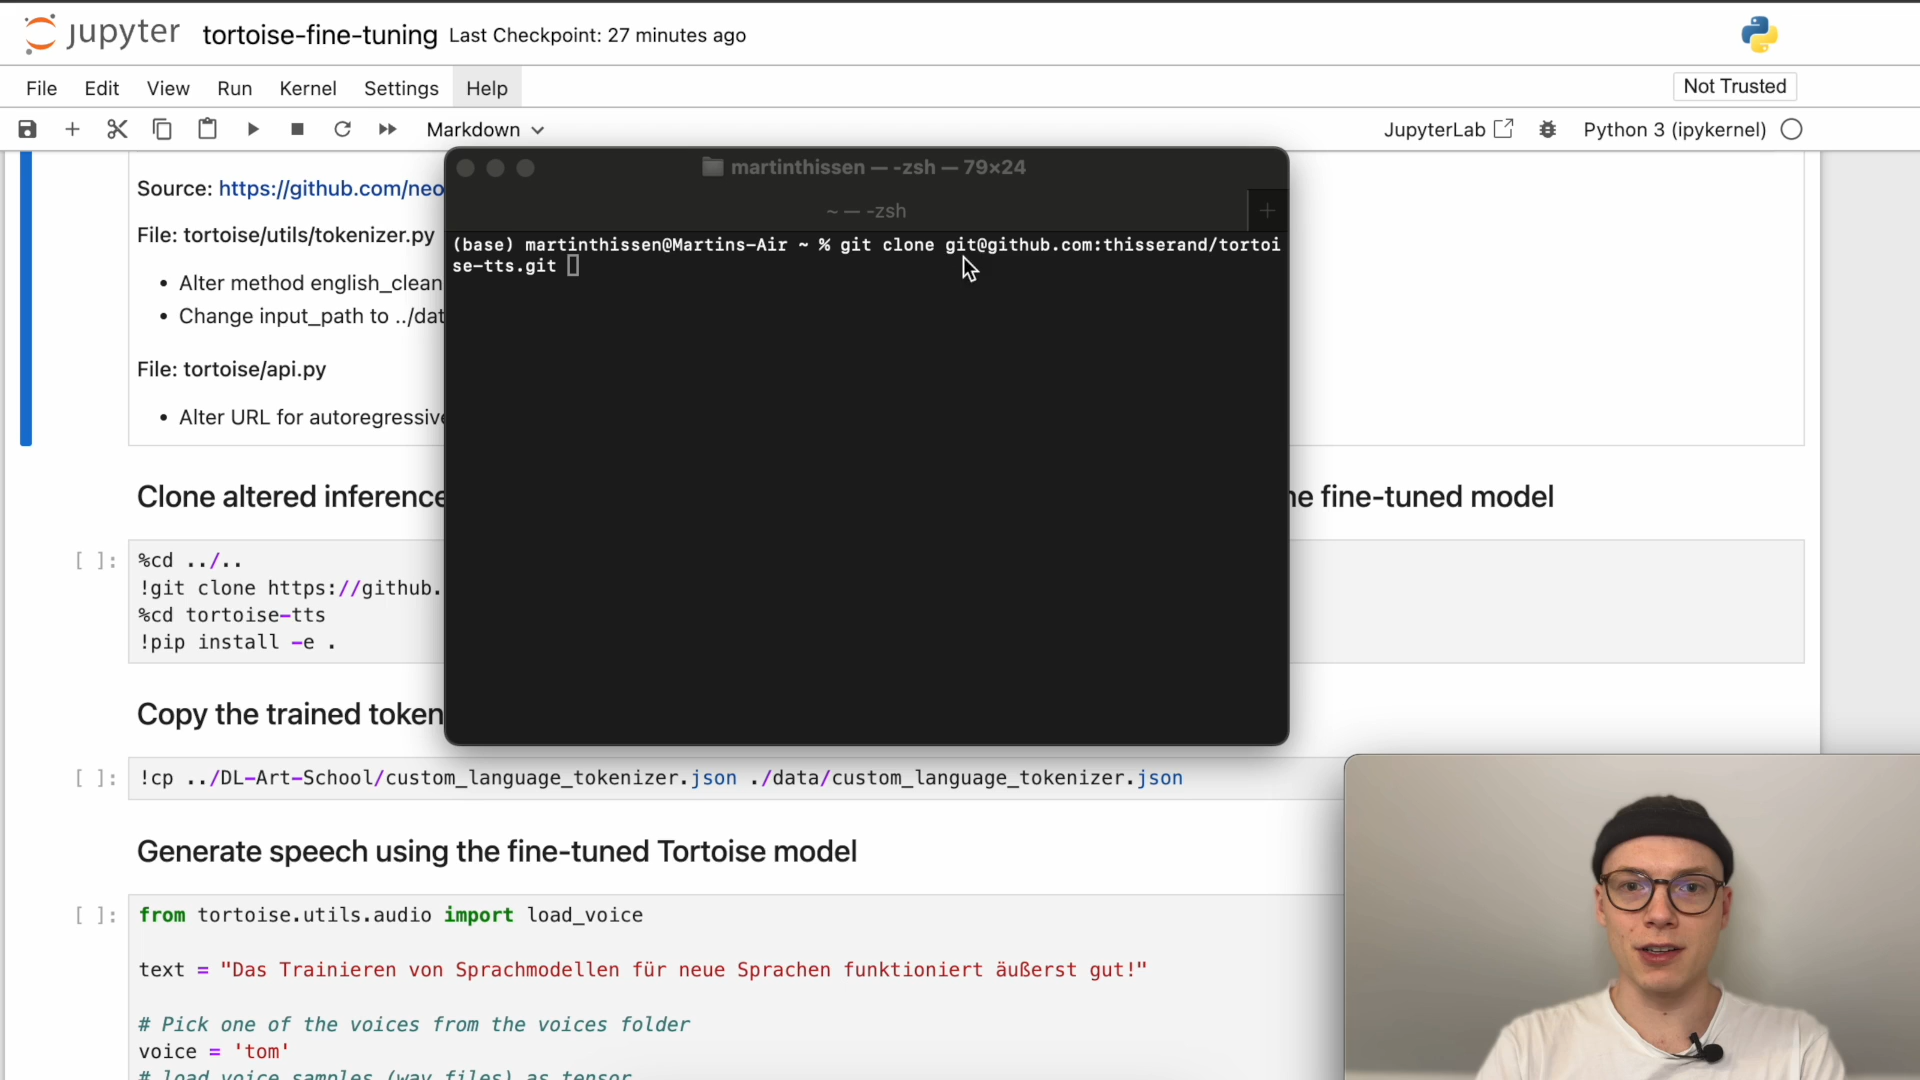 jupyter tortoise-fine-tuning Last Checkpoint: 27 minutes ago
File Edit View Run Kernel Settings Help Not Trusted
Markdown JupyterLab Python 3 (ipykernel)
martinthissen — -zsh — 79×24
~ — -zsh
(base) martinthissen@Martins-Air ~ % git clone git@github.com:thisserand/tortoi
se-tts.git
Source: https://github.com/neo
File: tortoise/utils/tokenizer.py
• Alter method english_clean
• Change input_path to ../dat
File: tortoise/api.py
• Alter URL for autoregressive
Clone altered inference he fine-tuned model
[ ]: %cd ../..
!git clone https://github.
%cd tortoise-tts
!pip install -e .
Copy the trained token
[ ]: !cp ../DL-Art-School/custom_language_tokenizer.json ./data/custom_language_tokenizer.json
Generate speech using the fine-tuned Tortoise model
[ ]: from tortoise.utils.audio import load_voice
text = "Das Trainieren von Sprachmodellen für neue Sprachen funktioniert äußerst gut!"
# Pick one of the voices from the voices folder
voice = 'tom'
# load voice samples (wav files) as tensor